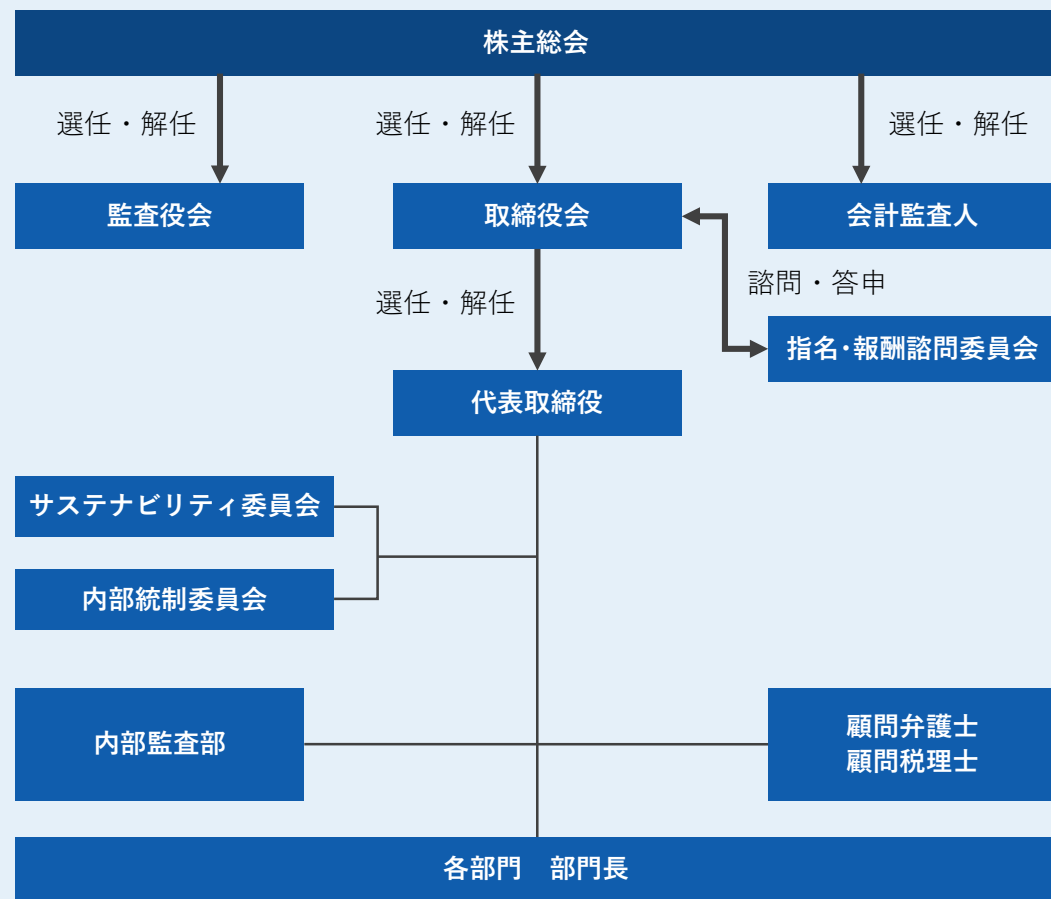 株主総会
選任・解任
選任・解任
選任・解任
監査役会
取締役会
会計監査人
諮問・答申
選任・解任
指名・報酬諮問委員会
代表取締役
サステナビリティ委員会
内部統制委員会
内部監査部
顧問弁護士
顧問税理士
各部門　部門長